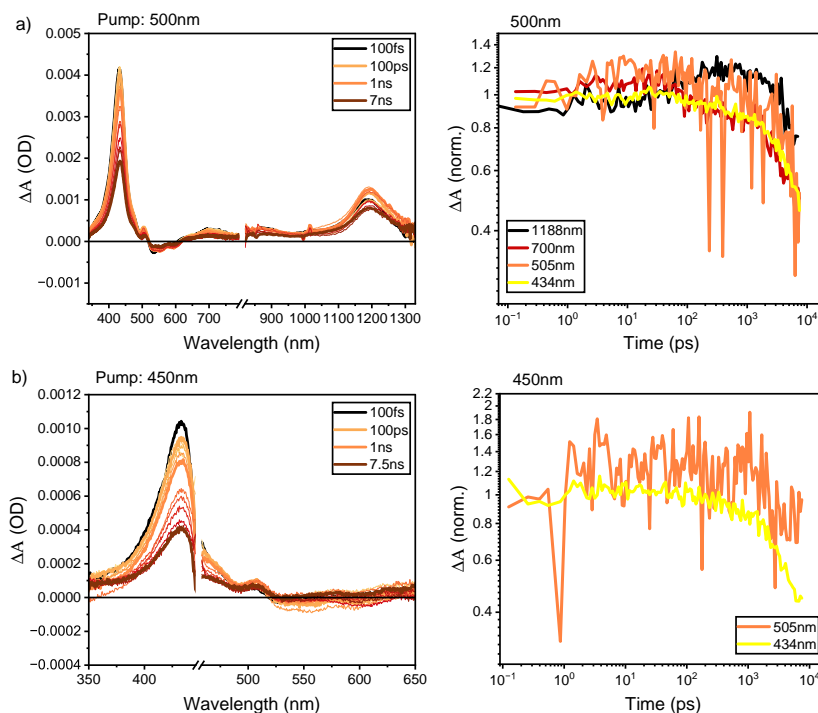 a)
Pump: 500nm
ΔA (OD)
0.005
0.004
0.003
0.002
0.001
0.000
−0.001
400 500 600 700 900 1000 1100 1200 1300
Wavelength (nm)
100fs
100ps
1ns
7ns
500nm
ΔA (norm.)
1.4
1.2
1
0.8
0.6
0.4
10⁻¹ 10⁰ 10¹ 10² 10³ 10⁴
Time (ps)
1188nm
700nm
505nm
434nm
b)
Pump: 450nm
ΔA (OD)
0.0012
0.0010
0.0008
0.0006
0.0004
0.0002
0.0000
−0.0002
−0.0004
350 400 500 550 600 650
Wavelength (nm)
100fs
100ps
1ns
7.5ns
450nm
ΔA (norm.)
2.2
1.8
1.6
1.4
1.2
1
0.8
0.6
0.4
10⁻¹ 10⁰ 10¹ 10² 10³ 10⁴
Time (ps)
505nm
434nm